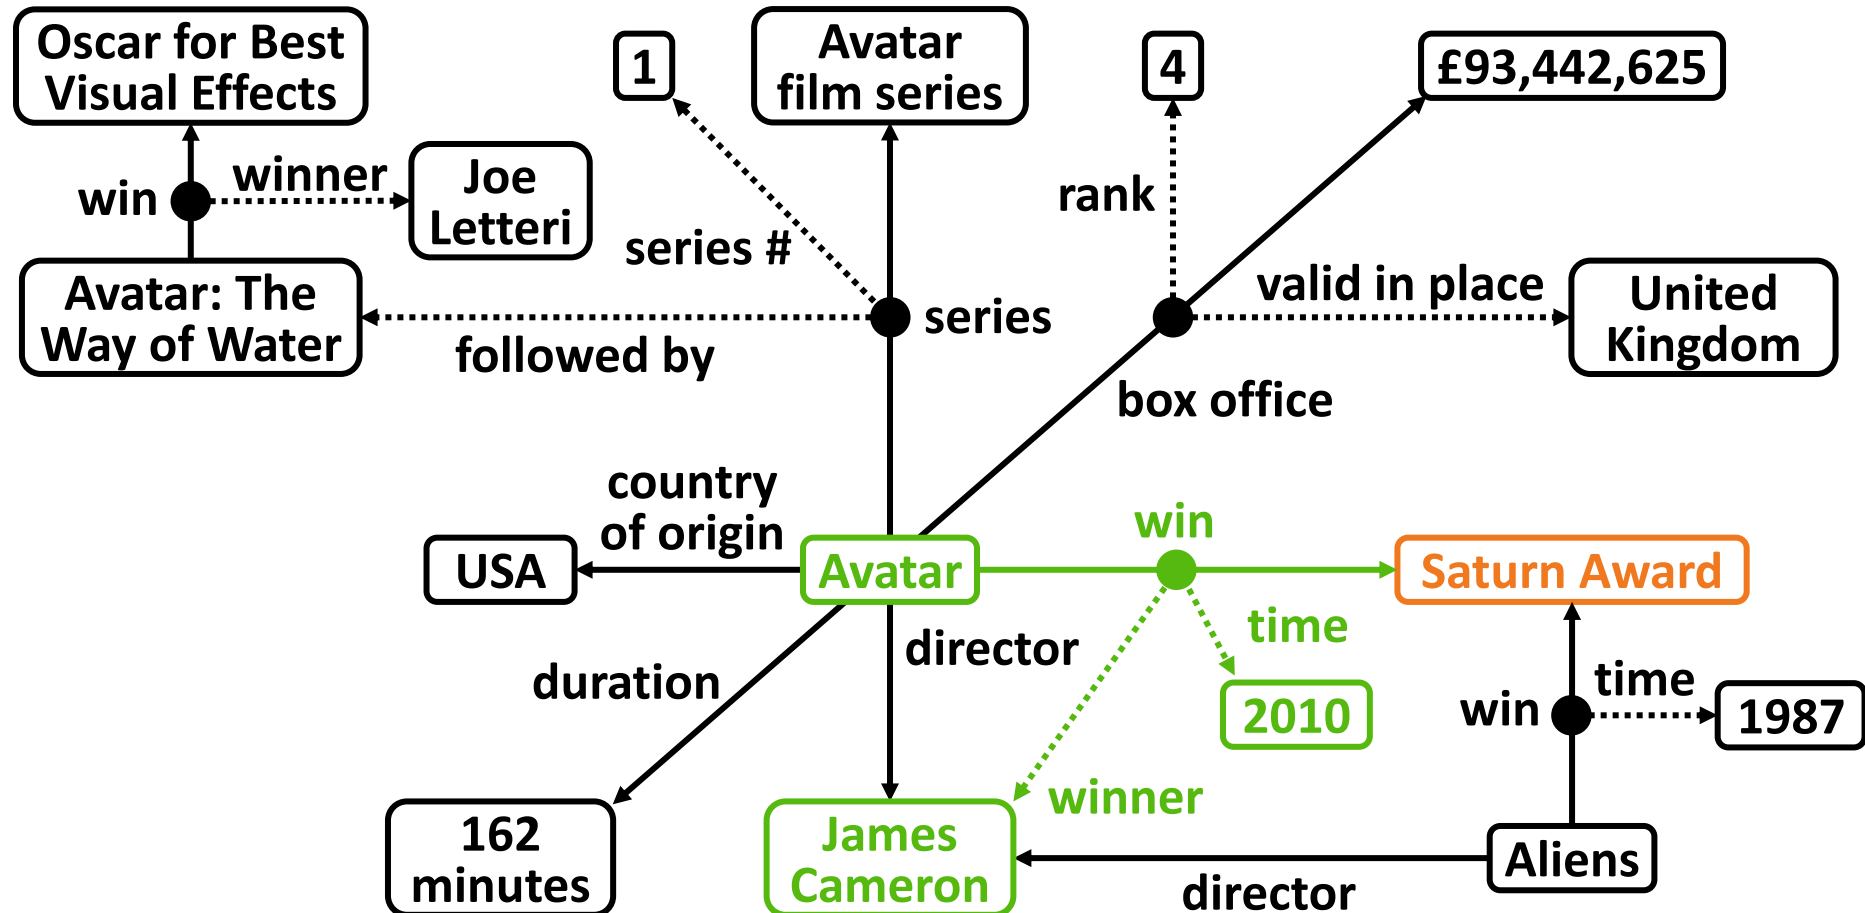 Oscar for Best
Visual Effects
1
Avatar
film series
4
£93,442,625
win
winner
Joe
Letteri
rank
series #
Avatar: The
Way of Water
followed by
series
valid in place
United
Kingdom
box office
country
of origin
win
USA
Avatar
Saturn Award
time
director
duration
2010
win
time
1987
winner
162
minutes
James
Cameron
director
Aliens